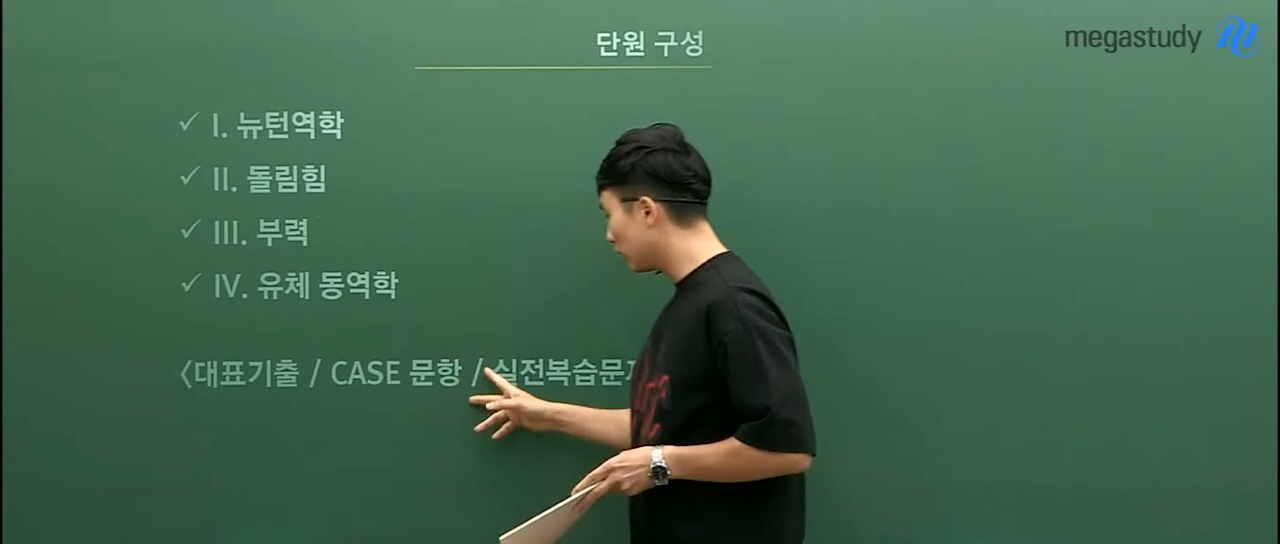 단원 구성
megastudy
✓ I. 뉴턴역학
✓ II. 돌림힘
✓ III. 부력
✓ IV. 유체 동역학
<대표기출 / CASE 문항 / 실전복습